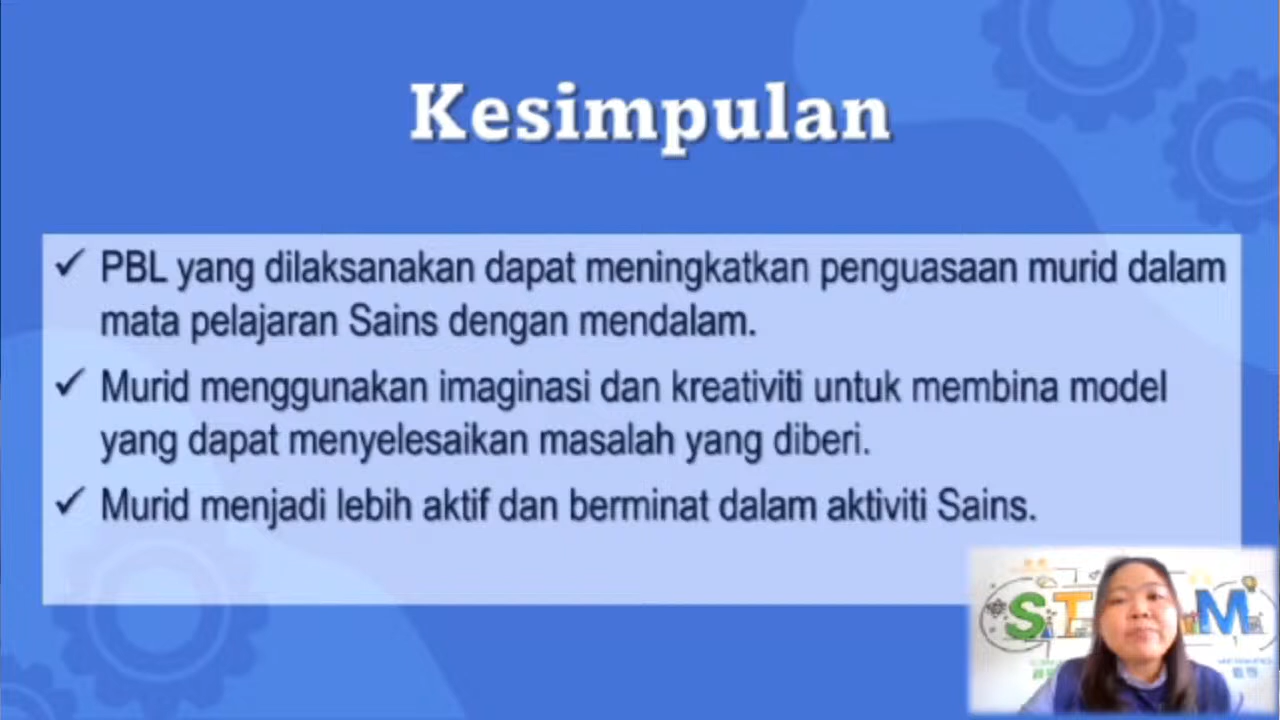 Kesimpulan
✓ PBL yang dilaksanakan dapat meningkatkan penguasaan murid dalam
mata pelajaran Sains dengan mendalam.
✓ Murid menggunakan imaginasi dan kreativiti untuk membina model
yang dapat menyelesaikan masalah yang diberi.
✓ Murid menjadi lebih aktif dan berminat dalam aktiviti Sains.
ST M